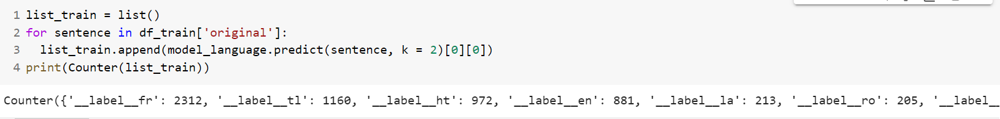 1 list_train = list()
2 for sentence in df_train['original']:
3   list_train.append(model_language.predict(sentence, k = 2)[0][0])
4 print(Counter(list_train))
Counter({'__label__fr': 2312, '__label__tl': 1160, '__label__ht': 972, '__label__en': 881, '__label__la': 213, '__label__ro': 205, '__label__